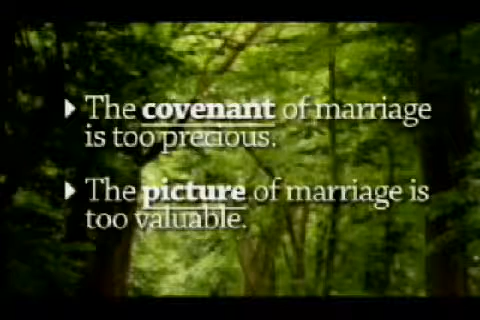 The covenant of marriage
is too precious.
The picture of marriage is
too valuable.